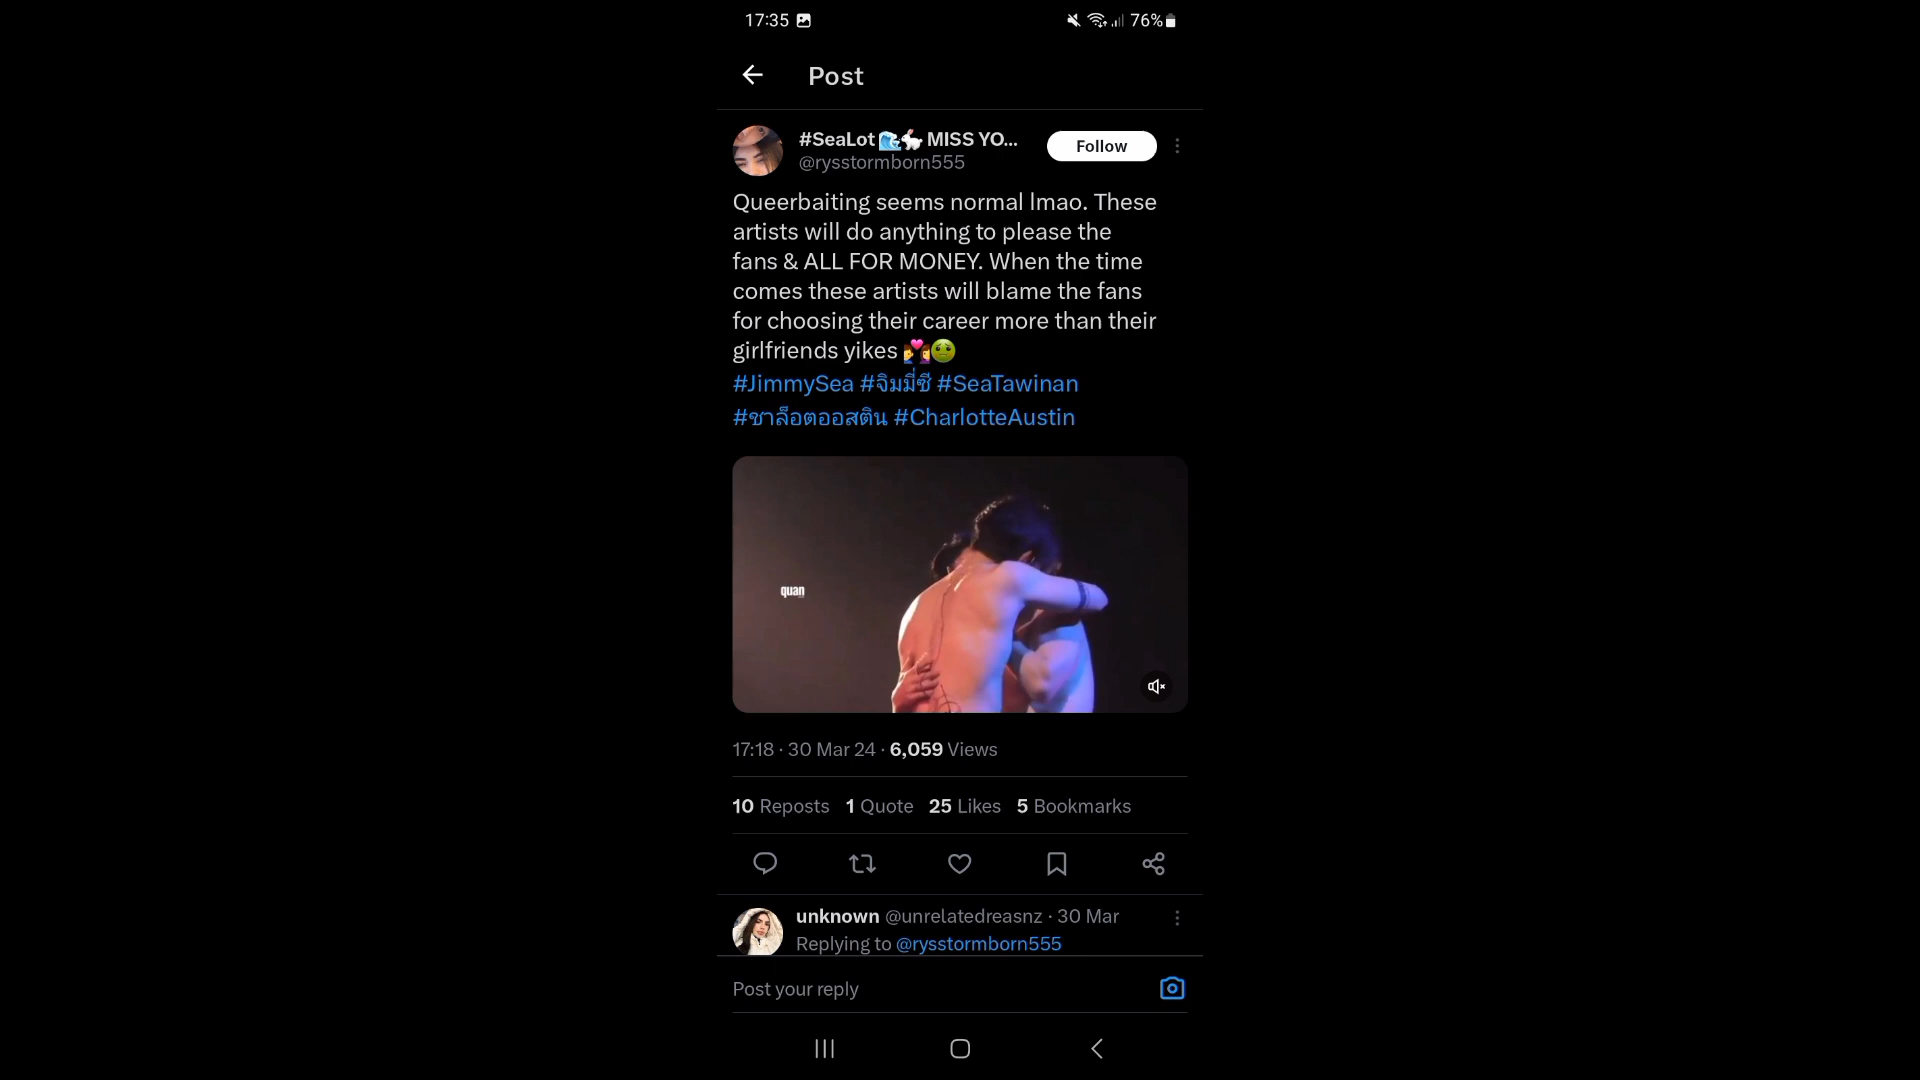 17:35
76%
Post
#SeaLot 🌊🐇 MISS YO...
Follow
@rysstormborn555
Queerbaiting seems normal lmao. These
artists will do anything to please the
fans & ALL FOR MONEY. When the time
comes these artists will blame the fans
for choosing their career more than their
girlfriends yikes 💏🤢
#JimmySea #จิมมี่ซี #SeaTawinan
#ชาล็อตออสติน #CharlotteAustin
quan
17:18 · 30 Mar 24 · 6,059 Views
10 Reposts 1 Quote 25 Likes 5 Bookmarks
unknown @unrelatedreasnz · 30 Mar
Replying to @rysstormborn555
Post your reply